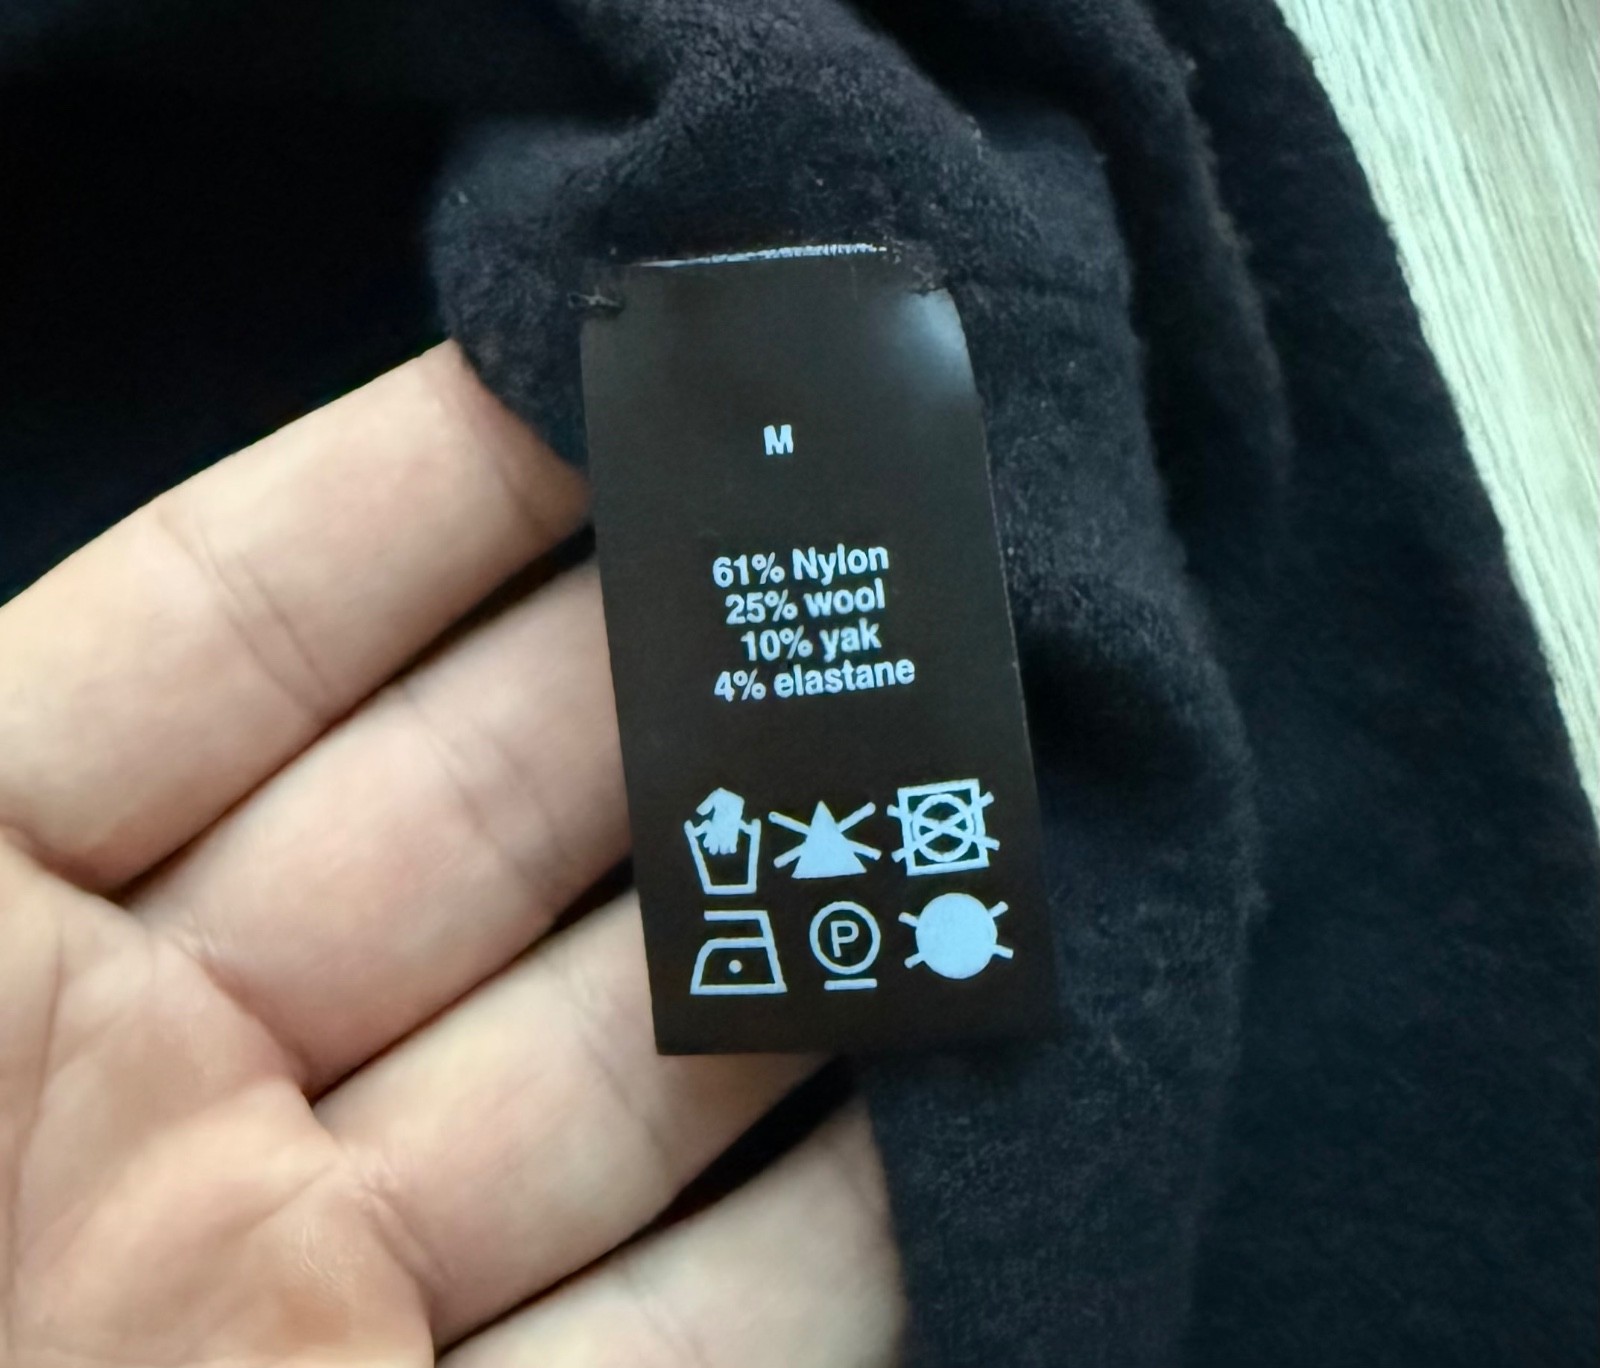 M
61% Nylon
25% wool
10% yak
4% elastane
P